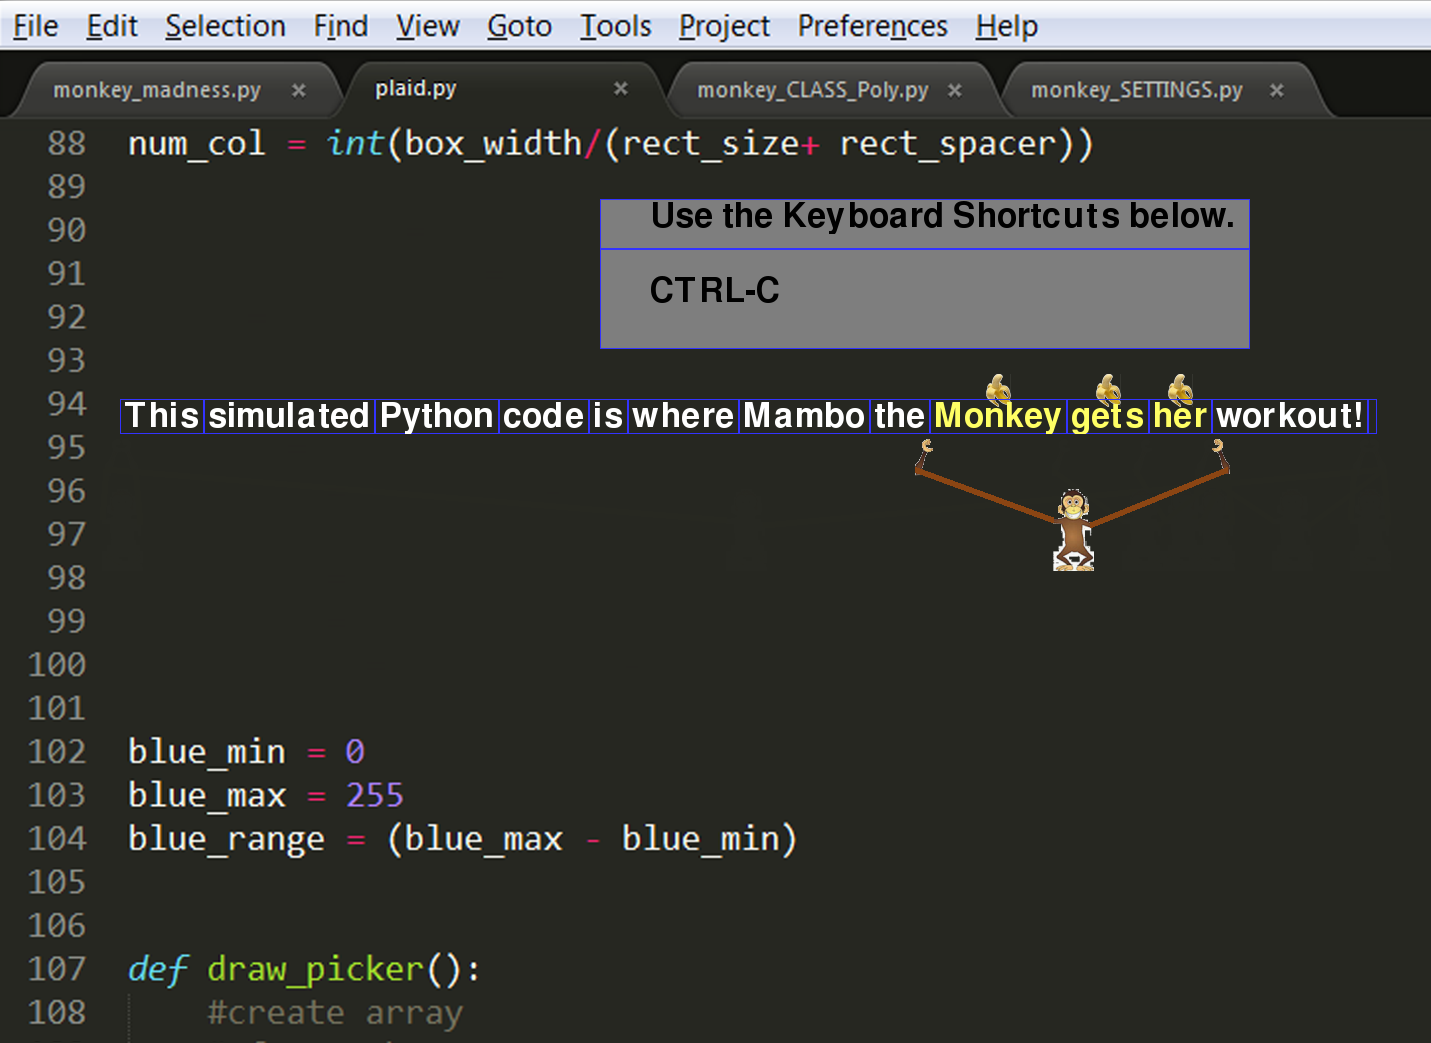 File Edit Selection Find View Goto Tools Project Preferences Help
monkey_madness.py × plaid.py × monkey_CLASS_Poly.py × monkey_SETTINGS.py ×
88 num_col = int(box_width/(rect_size+ rect_spacer))
89
90 Use the Keyboard Shortcuts below.
91 CTRL-C
92
93
94 This simulated Python code is where Mambo the Monkey gets her workout!
95
96
97
98
99
100
101
102 blue_min = 0
103 blue_max = 255
104 blue_range = (blue_max - blue_min)
105
106
107 def draw_picker():
108 #create array